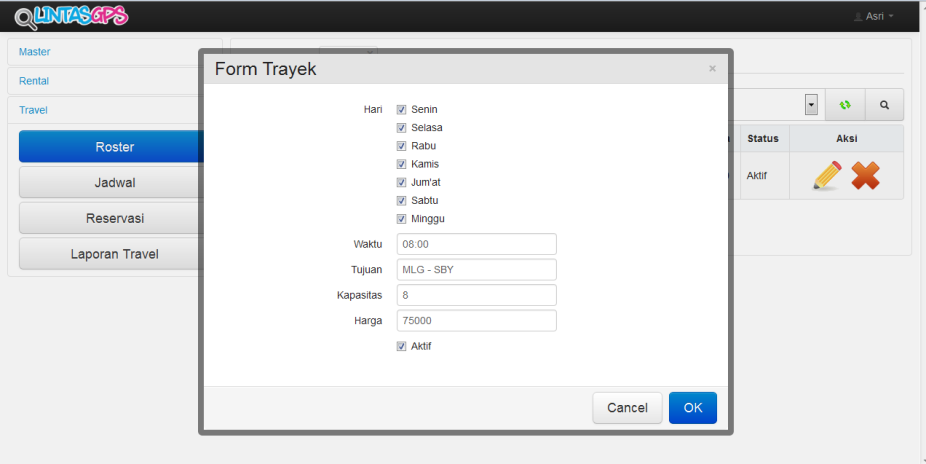 LINTASGPS
Asri
Master
Rental
Travel
Roster
Jadwal
Reservasi
Laporan Travel
Form Trayek
×
Hari
Senin
Selasa
Rabu
Kamis
Jum'at
Sabtu
Minggu
Waktu 08:00
Tujuan MLG - SBY
Kapasitas 8
Harga 75000
Aktif
Cancel OK
Status Aksi
Aktif